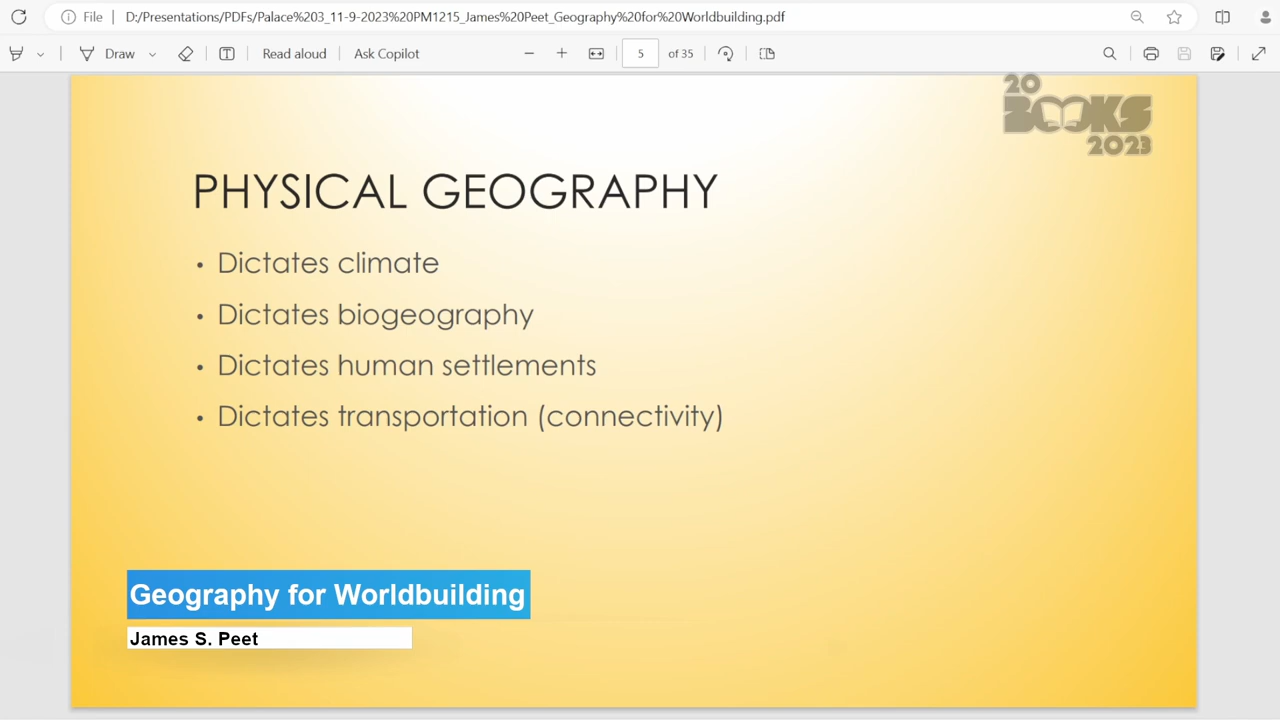 File
D:/Presentations/PDFs/Palace%203_11-9-2023%20PM1215_James%20Peet_Geography%20for%20Worldbuilding.pdf
Draw
Read aloud
Ask Copilot
5
of 35
20
BOOKS
2023
PHYSICAL GEOGRAPHY
• Dictates climate
• Dictates biogeography
• Dictates human settlements
• Dictates transportation (connectivity)
Geography for Worldbuilding
James S. Peet